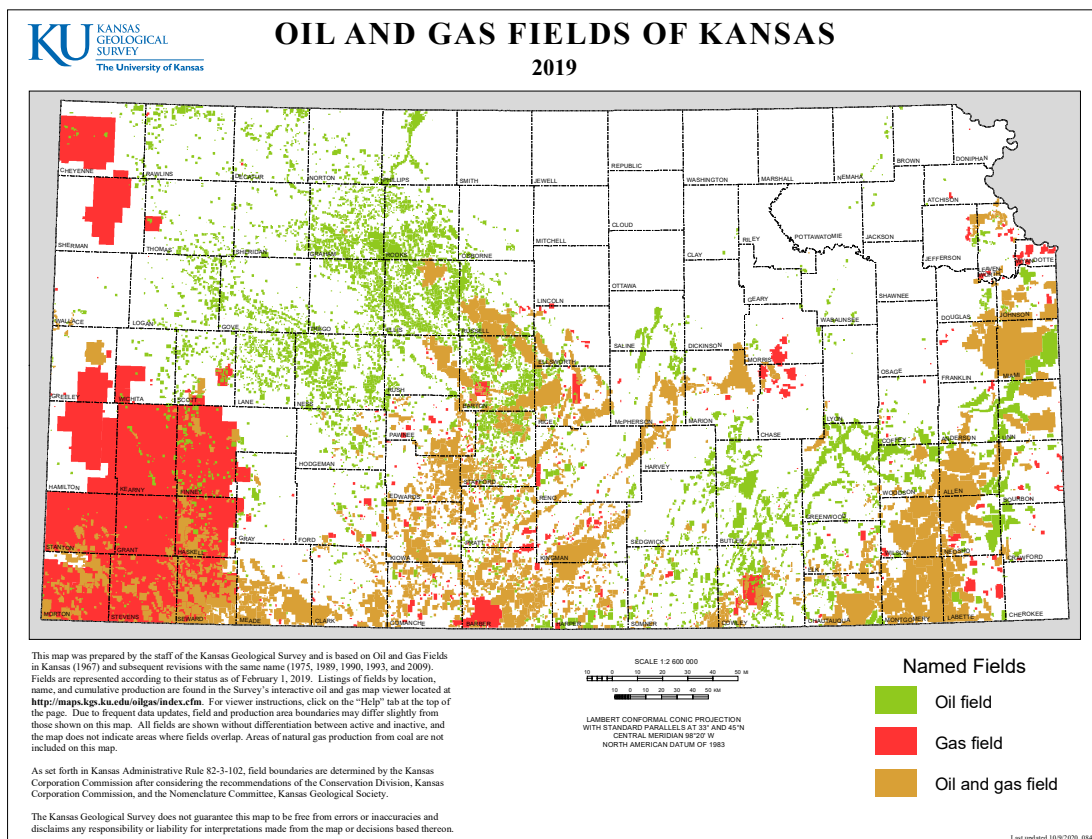 KU KANSAS
GEOLOGICAL
SURVEY
The University of Kansas
OIL AND GAS FIELDS OF KANSAS
2019
CHEYENNE
RAWLINS
DECATUR
NORTON
PHILLIPS
SMITH
JEWELL
REPUBLIC
WASHINGTON
MARSHALL
NEMAHA
BROWN
DONIPHAN
SHERMAN
THOMAS
SHERIDAN
GRAHAM
ROOKS
OSBORNE
MITCHELL
CLOUD
CLAY
RILEY
POTTAWATOMIE
JACKSON
ATCHISON
JEFFERSON
WALLACE
LOGAN
GOVE
TREGO
ELLIS
RUSSELL
LINCOLN
OTTAWA
SALINE
DICKINSON
GEARY
WABAUNSEE
SHAWNEE
DOUGLAS
JOHNSON
GREELEY
WICHITA
SCOTT
LANE
NESS
RUSH
BARTON
ELLSWORTH
RICE
McPHERSON
MARION
MORRIS
CHASE
LYON
OSAGE
FRANKLIN
MIAMI
HAMILTON
KEARNY
FINNEY
HODGEMAN
PAWNEE
EDWARDS
STAFFORD
RENO
HARVEY
COFFEY
ANDERSON
LINN
STANTON
GRANT
HASKELL
GRAY
FORD
KIOWA
PRATT
KINGMAN
SEDGWICK
BUTLER
GREENWOOD
WOODSON
ALLEN
BOURBON
MORTON
STEVENS
SEWARD
MEADE
CLARK
COMANCHE
BARBER
HARPER
SUMNER
COWLEY
ELK
CHAUTAUQUA
WILSON
MONTGOMERY
NEOSHO
LABETTE
CRAWFORD
CHEROKEE
This map was prepared by the staff of the Kansas Geological Survey and is based on Oil and Gas Fields
in Kansas (1967) and subsequent revisions with the same name (1975, 1989, 1990, 1993, and 2009).
Fields are represented according to their status as of February 1, 2019. Listings of fields by location,
name, and cumulative production are found in the Survey's interactive oil and gas map viewer located at
http://maps.kgs.ku.edu/oilgas/index.cfm. For viewer instructions, click on the "Help" tab at the top of
the page. Due to frequent data updates, field and production area boundaries may differ slightly from
those shown on this map. All fields are shown without differentiation between active and inactive, and
the map does not indicate areas where fields overlap. Areas of natural gas production from coal are not
included on this map.
As set forth in Kansas Administrative Rule 82-3-102, field boundaries are determined by the Kansas
Corporation Commission after considering the recommendations of the Conservation Division, Kansas
Corporation Commission, and the Nomenclature Committee, Kansas Geological Society.
The Kansas Geological Survey does not guarantee this map to be free from errors or inaccuracies and
disclaims any responsibility or liability for interpretations made from the map or decisions based thereon.
SCALE 1:2 600 000
10 0 10 20 30 40 50 MI
10 0 10 20 30 40 50 KM
LAMBERT CONFORMAL CONIC PROJECTION
WITH STANDARD PARALLELS AT 33° AND 45°N
CENTRAL MERIDIAN 98°20' W
NORTH AMERICAN DATUM OF 1983
Named Fields
Oil field
Gas field
Oil and gas field
Last updated 10/9/2020